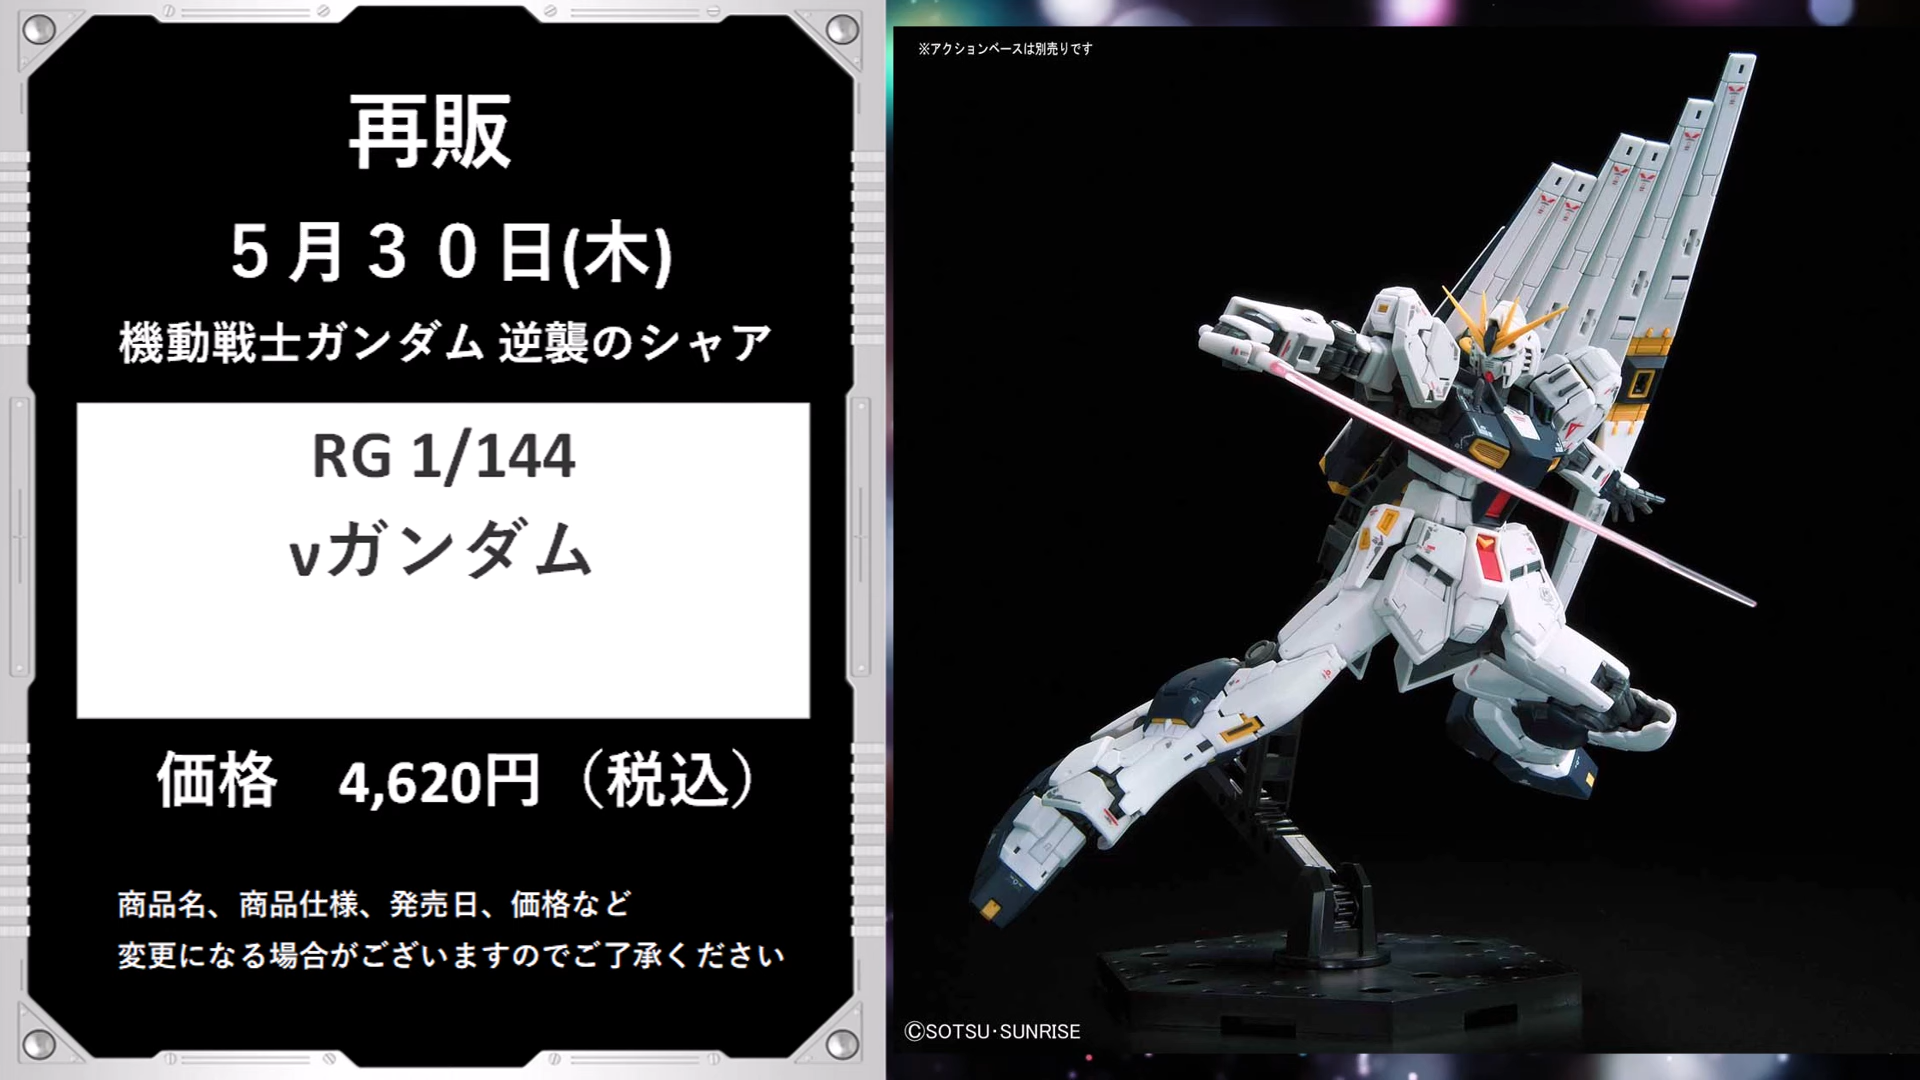 再販
５月３０日(木)
機動戦士ガンダム 逆襲のシャア
RG 1/144
νガンダム
価格　4,620円（税込）
商品名、商品仕様、発売日、価格など
変更になる場合がございますのでご了承ください
※アクションベースは別売りです
©SOTSU･SUNRISE